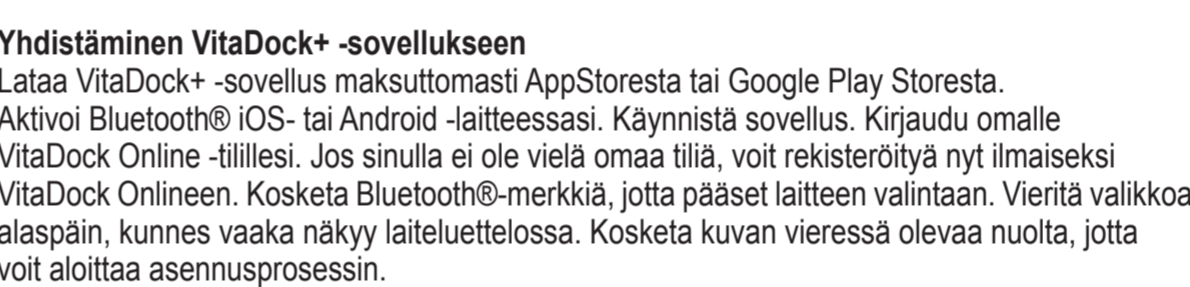 Yhdistäminen VitaDock+ -sovellukseen
Lataa VitaDock+ -sovellus maksuttomasti AppStoresta tai Google Play Storesta.
Aktivoi Bluetooth® iOS- tai Android -laitteessasi. Käynnistä sovellus. Kirjaudu omalle
VitaDock Online -tilillesi. Jos sinulla ei ole vielä omaa tiliä, voit rekisteröityä nyt ilmaiseksi
VitaDock Onlineen. Kosketa Bluetooth®-merkkiä, jotta pääset laitteen valintaan. Vieritä valikkoa
alaspäin, kunnes vaaka näkyy laiteluettelossa. Kosketa kuvan vieressä olevaa nuolta, jotta
voit aloittaa asennusprosessin.